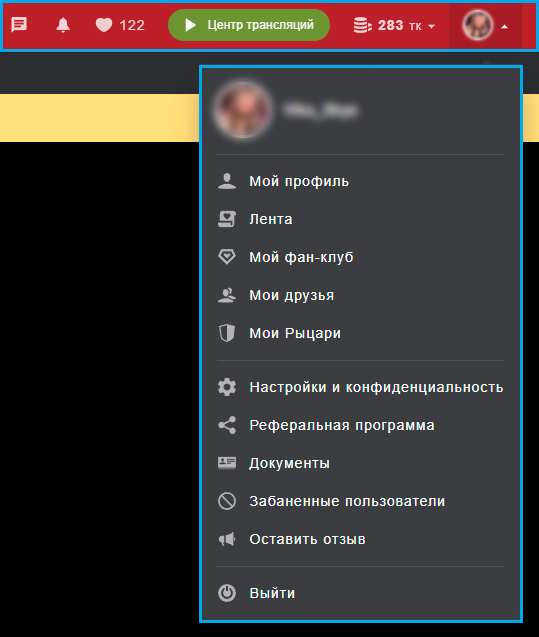 122
Центр трансляций
283 тк
Мой профиль
Лента
Мой фан-клуб
Мои друзья
Мои Рыцари
Настройки и конфиденциальность
Реферальная программа
Документы
Забаненные пользователи
Оставить отзыв
Выйти